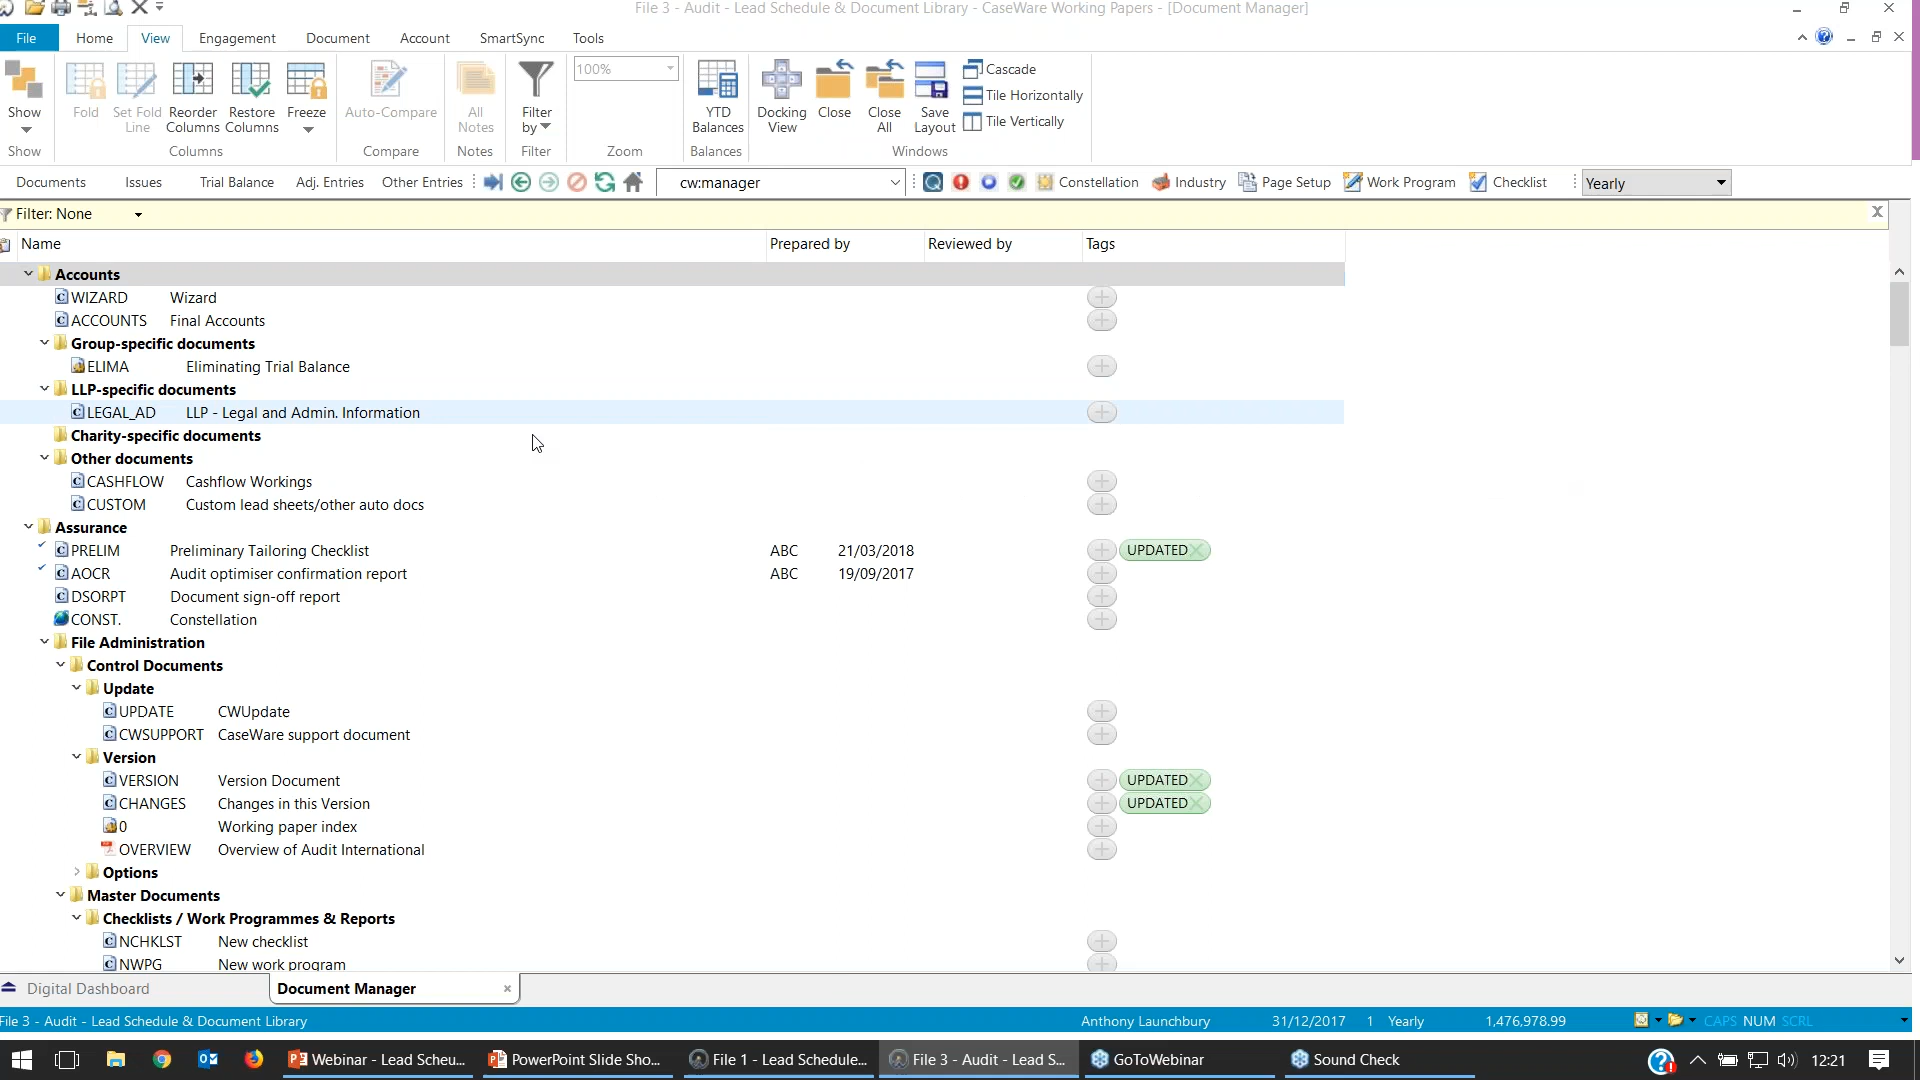 File 3 - Audit - Lead Schedule & Document Library - CaseWare Working Papers - [Document Manager]
File Home View Engagement Document Account SmartSync Tools
Show Fold Set Fold Line Reorder Columns Restore Columns Freeze Auto-Compare All Notes Filter by 100% YTD Balances Docking View Close Close All Save Layout
Cascade
Tile Horizontally
Tile Vertically
Show Columns Compare Notes Filter Zoom Balances Windows
Documents Issues Trial Balance Adj. Entries Other Entries cw:manager Constellation Industry Page Setup Work Program Checklist Yearly
Filter: None
Name Prepared by Reviewed by Tags
Accounts
WIZARD Wizard
ACCOUNTS Final Accounts
Group-specific documents
ELIMA Eliminating Trial Balance
LLP-specific documents
LEGAL_AD LLP - Legal and Admin. Information
Charity-specific documents
Other documents
CASHFLOW Cashflow Workings
CUSTOM Custom lead sheets/other auto docs
Assurance
PRELIM Preliminary Tailoring Checklist ABC 21/03/2018 UPDATED
AOCR Audit optimiser confirmation report ABC 19/09/2017
DSORPT Document sign-off report
CONST. Constellation
File Administration
Control Documents
Update
UPDATE CWUpdate
CWSUPPORT CaseWare support document
Version
VERSION Version Document UPDATED
CHANGES Changes in this Version UPDATED
0 Working paper index
OVERVIEW Overview of Audit International
Options
Master Documents
Checklists / Work Programmes & Reports
NCHKLST New checklist
NWPG New work program
Digital Dashboard Document Manager
File 3 - Audit - Lead Schedule & Document Library Anthony Launchbury 31/12/2017 1 Yearly 1,476,978.99 CAPS NUM SCRL
Webinar - Lead Scheu... PowerPoint Slide Sho... File 1 - Lead Schedule... File 3 - Audit - Lead S... GoToWebinar Sound Check 12:21